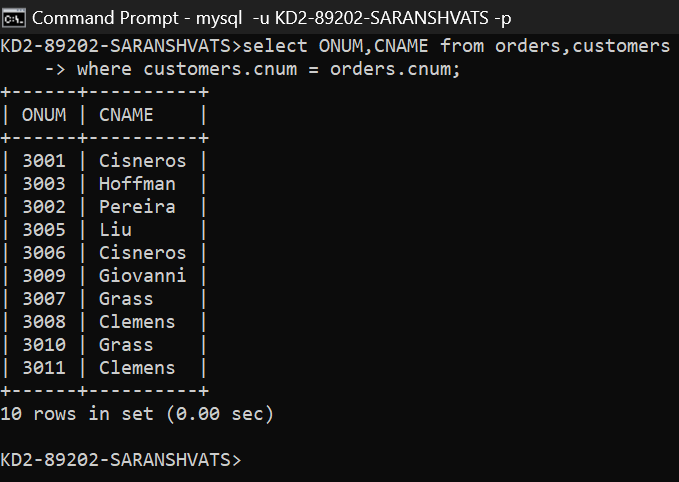 C:\. Command Prompt - mysql  -u KD2-89202-SARANSHVATS -p
KD2-89202-SARANSHVATS>select ONUM,CNAME from orders,customers
    -> where customers.cnum = orders.cnum;
+------+----------+
| ONUM | CNAME    |
+------+----------+
| 3001 | Cisneros |
| 3003 | Hoffman  |
| 3002 | Pereira  |
| 3005 | Liu      |
| 3006 | Cisneros |
| 3009 | Giovanni |
| 3007 | Grass    |
| 3008 | Clemens  |
| 3010 | Grass    |
| 3011 | Clemens  |
+------+----------+
10 rows in set (0.00 sec)
KD2-89202-SARANSHVATS>